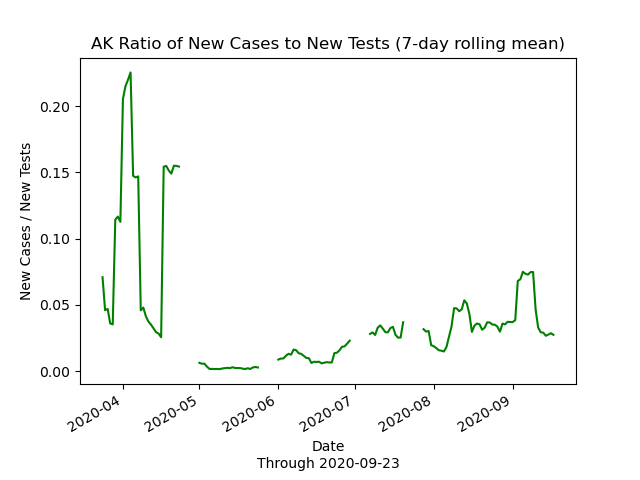 AK Ratio of New Cases to New Tests (7-day rolling mean)
New Cases / New Tests
0.20
0.15
0.10
0.05
0.00
2020-04
2020-05
2020-06
2020-07
2020-08
2020-09
Date
Through 2020-09-23